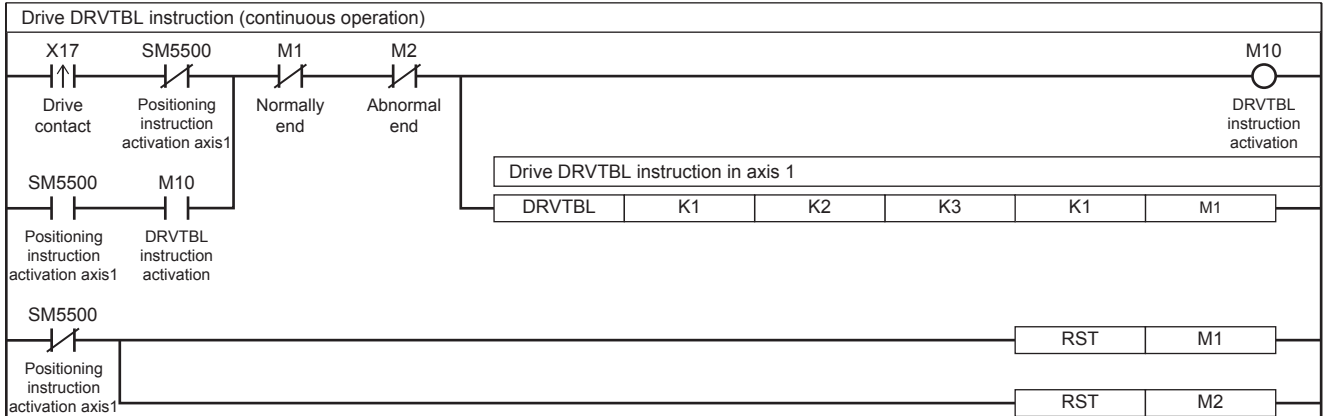 Drive DRVTBL instruction (continuous operation)
X17 SM5500 M1 M2 M10
Drive Positioning Normally Abnormal DRVTBL
contact instruction end end instruction
activation axis1 activation
Drive DRVTBL instruction in axis 1
SM5500 M10
DRVTBL K1 K2 K3 K1 M1
Positioning DRVTBL
instruction instruction
activation axis1 activation
SM5500
RST M1
Positioning
instruction
activation axis1
RST M2